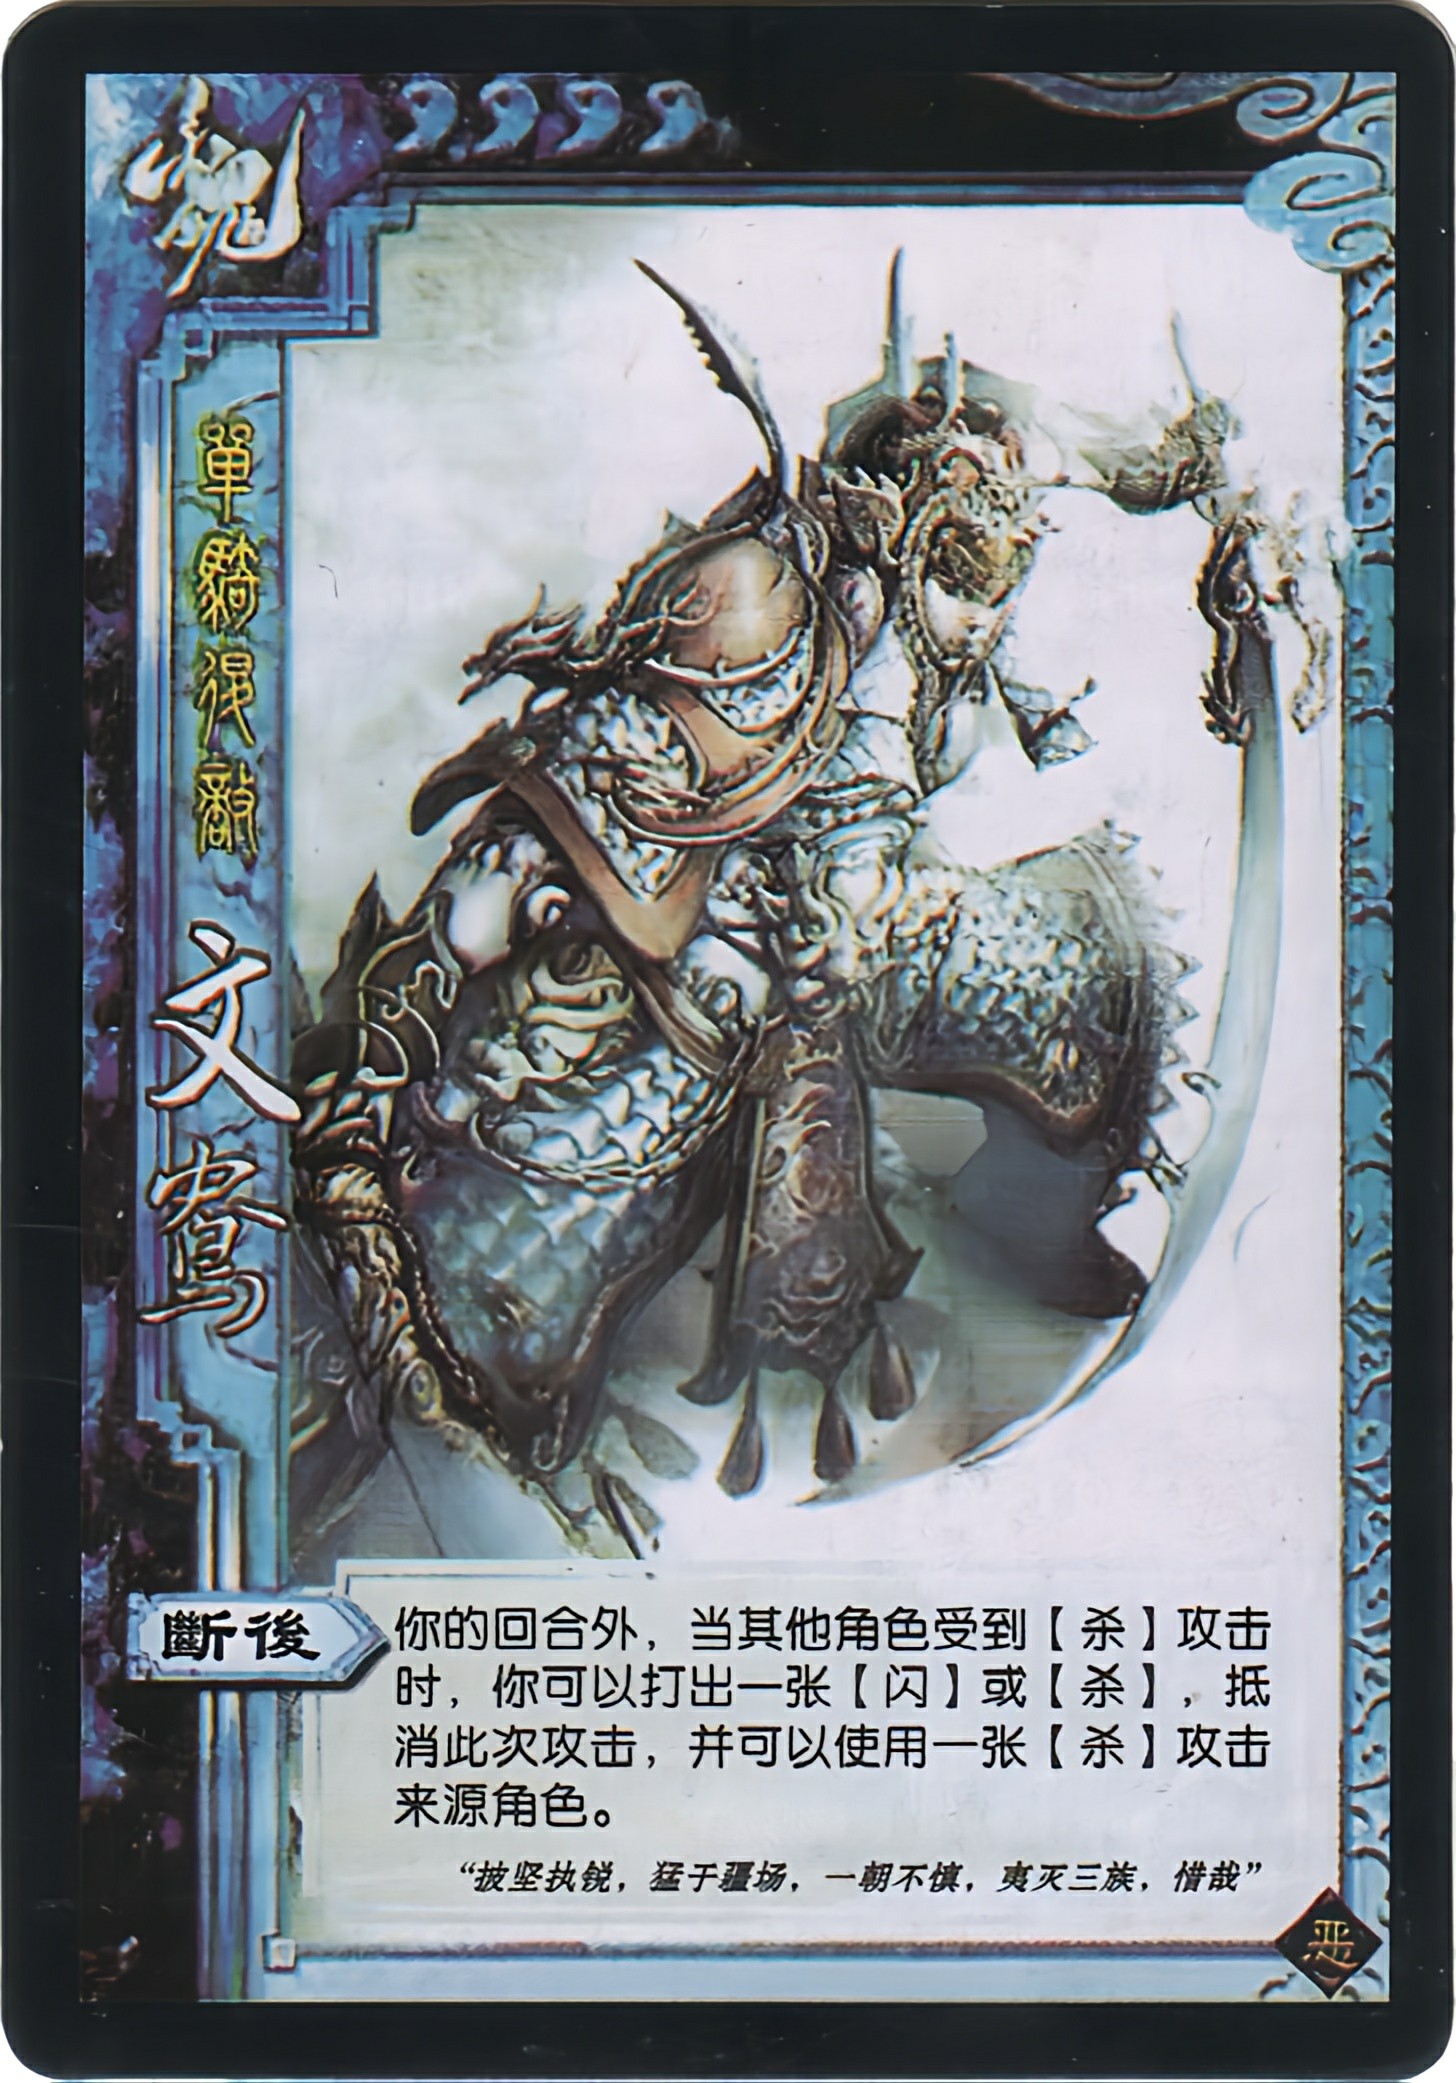 魂
單騎退敵
文鴦
斷後
你的回合外，当其他角色受到【杀】攻击
时，你可以打出一张【闪】或【杀】，抵
消此次攻击，并可以使用一张【杀】攻击
来源角色。
“披坚执锐，猛于疆场，一朝不慎，夷灭三族，惜哉”
恶